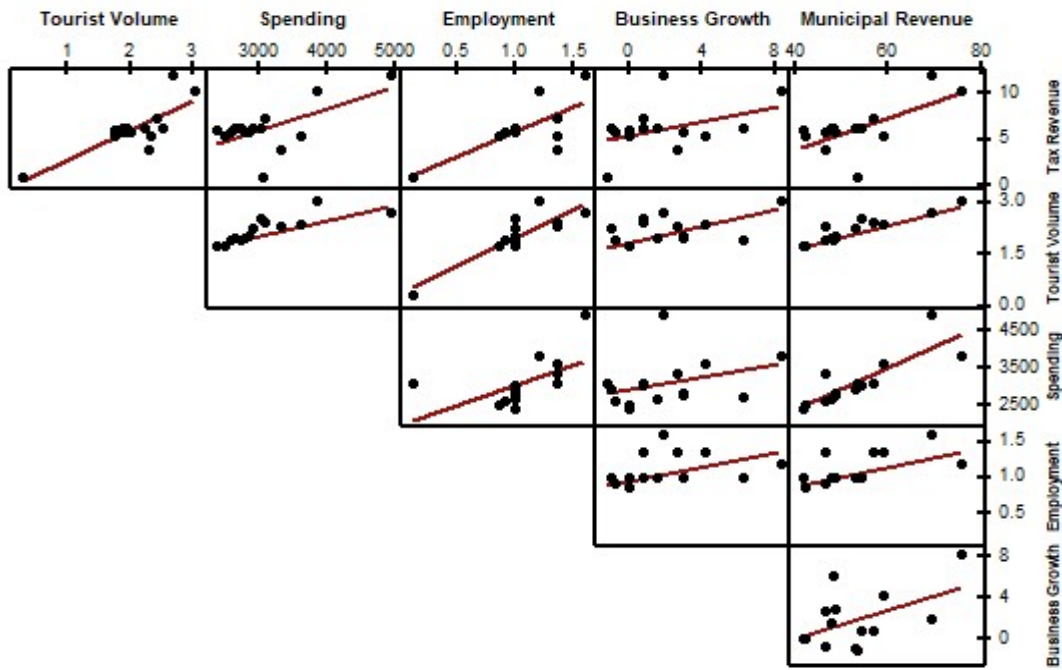 Tourist Volume Spending Employment Business Growth Municipal Revenue
1 2 3 3000 4000 5000 0.5 1.0 1.5 0 4 8 40 60 80
10
5
0
Tax Revenue
3.0
1.5
0.0
Tourist Volume
4500
3500
2500
Spending
1.5
1.0
0.5
Employment
8
4
0
Business Growth